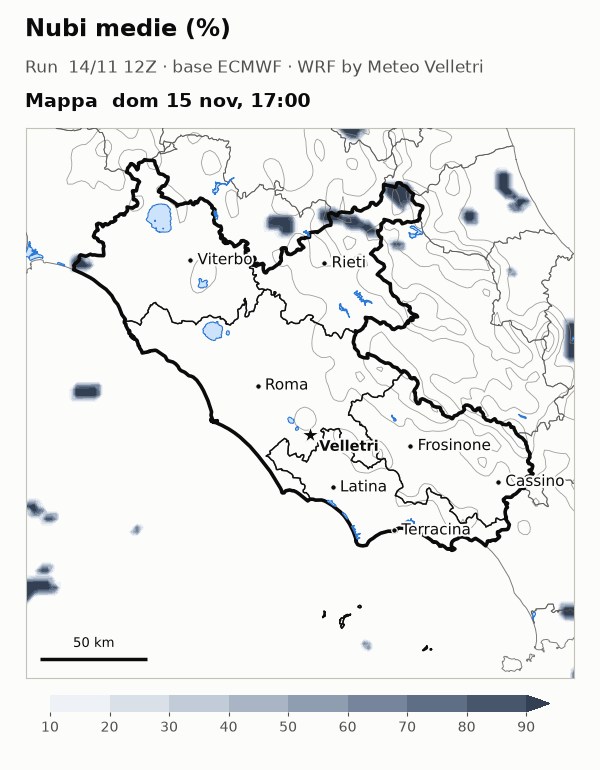 Nubi medie (%)
Run  14/11 12Z · base ECMWF · WRF by Meteo Velletri
Mappa  dom 15 nov, 17:00
Viterbo
Rieti
Roma
Velletri
Frosinone
Latina
Cassino
Terracina
50 km
10 20 30 40 50 60 70 80 90